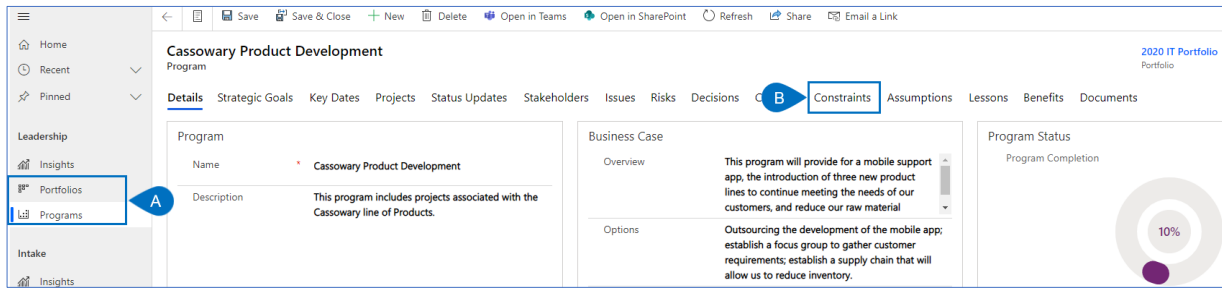 Save Save & Close New Delete Open in Teams Open in SharePoint Refresh Share Email a Link
Home
Recent
Pinned
Leadership
Insights
Portfolios
Programs
A
Intake
Insights
Cassowary Product Development
Program
2020 IT Portfolio
Portfolio
Details Strategic Goals Key Dates Projects Status Updates Stakeholders Issues Risks Decisions C B Constraints Assumptions Lessons Benefits Documents
Program
Name * Cassowary Product Development
Description This program includes projects associated with the
Cassowary line of Products.
Business Case
Overview This program will provide for a mobile support
app, the introduction of three new product
lines to continue meeting the needs of our
customers, and reduce our raw material
Options Outsourcing the development of the mobile app;
establish a focus group to gather customer
requirements; establish a supply chain that will
allow us to reduce inventory.
Program Status
Program Completion
10%